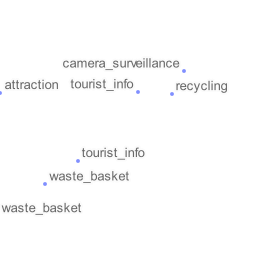 camera_surveillance
attraction
tourist_info
recycling
tourist_info
waste_basket
waste_basket